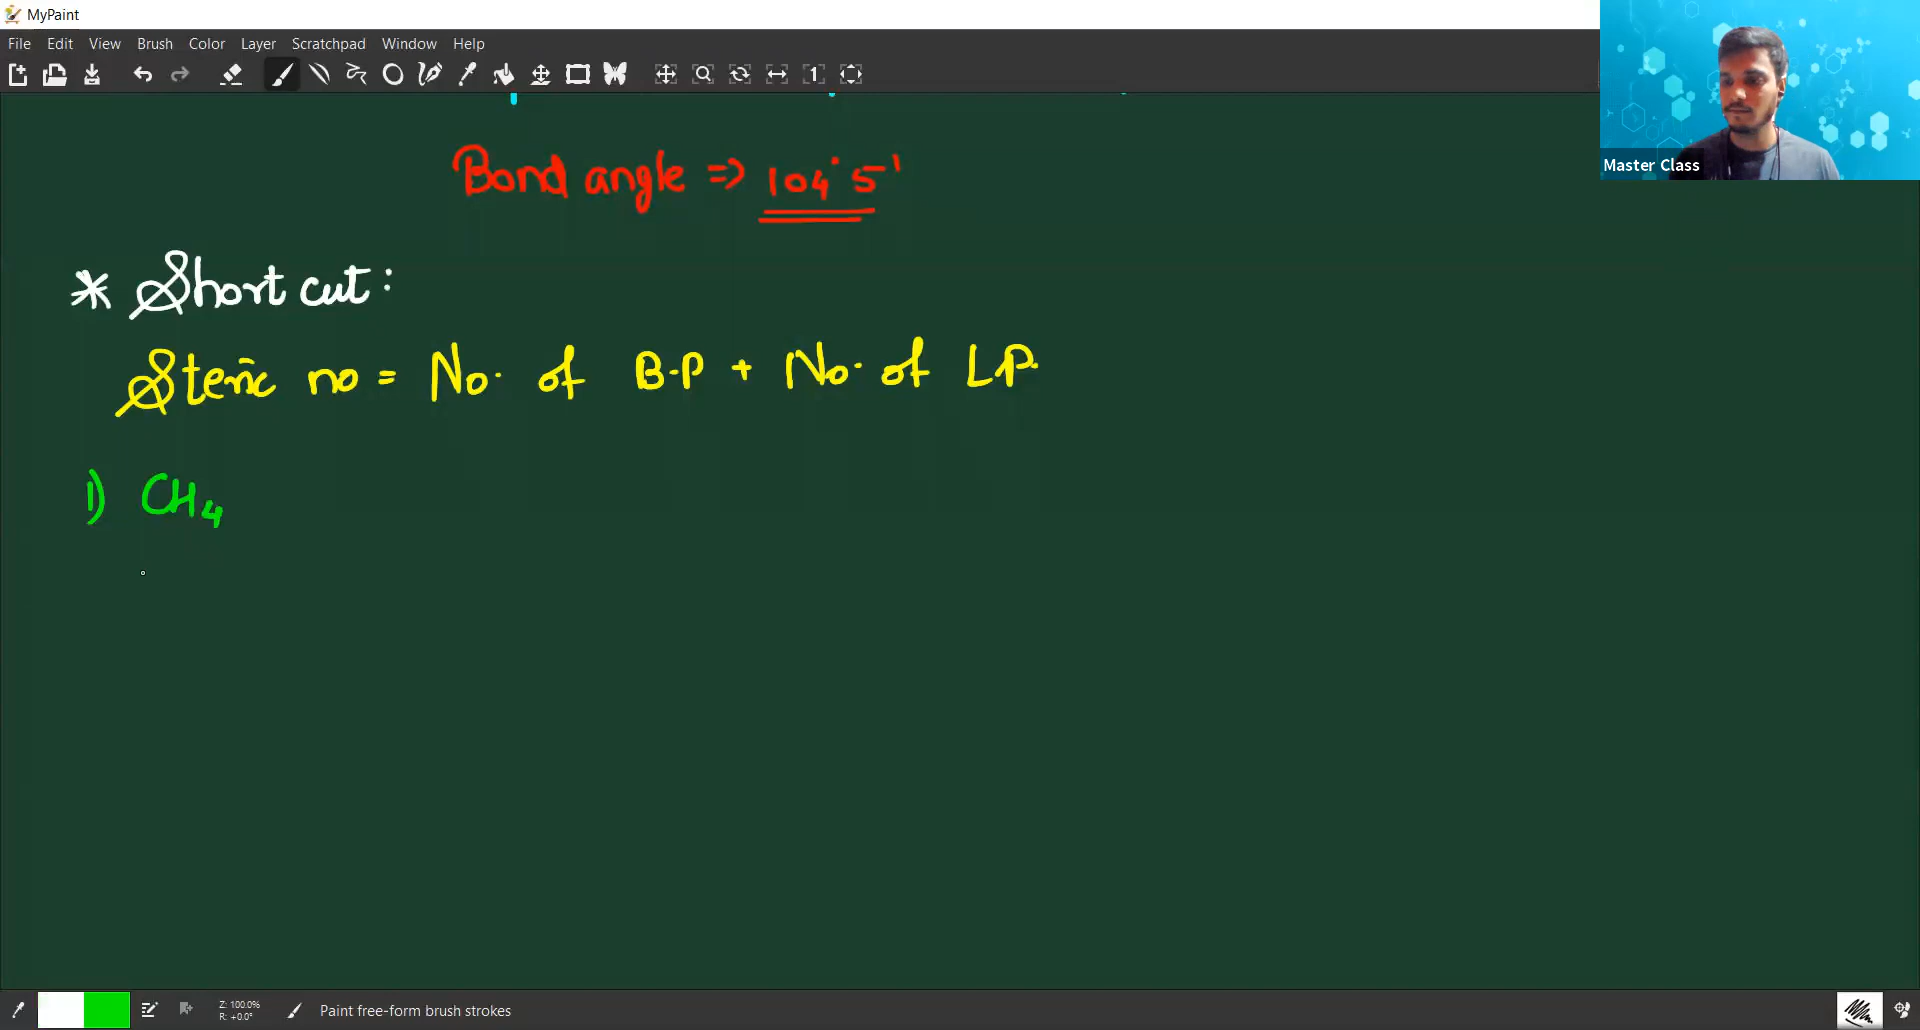 MyPaint
File Edit View Brush Color Layer Scratchpad Window Help
1
Master Class
Bond angle => 104° 5'
* Short cut:
Steric no = No. of B.P + No. of L.P.
1) CH4
Z: 100.0%
R: +0.0°
Paint free-form brush strokes